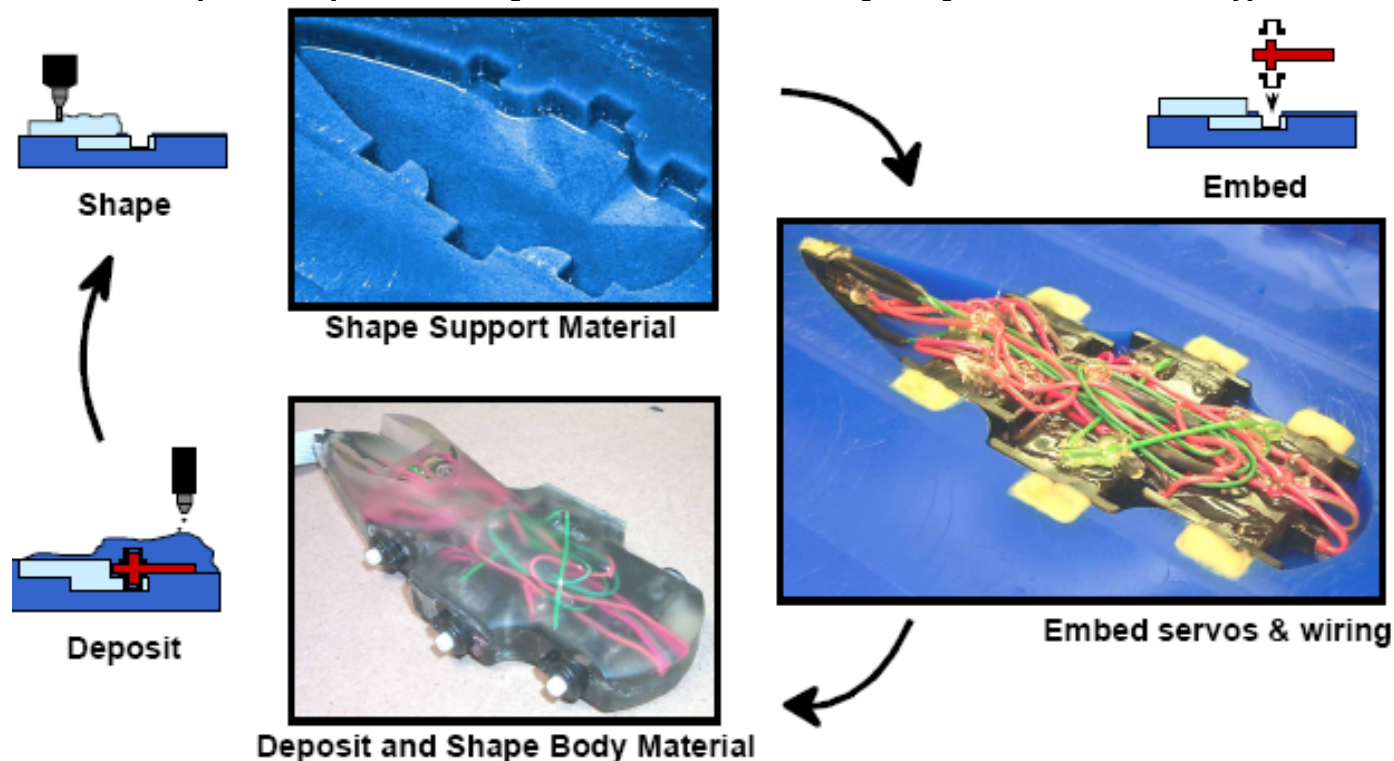 Shape
Shape Support Material
Embed
Embed servos & wiring
Deposit
Deposit and Shape Body Material